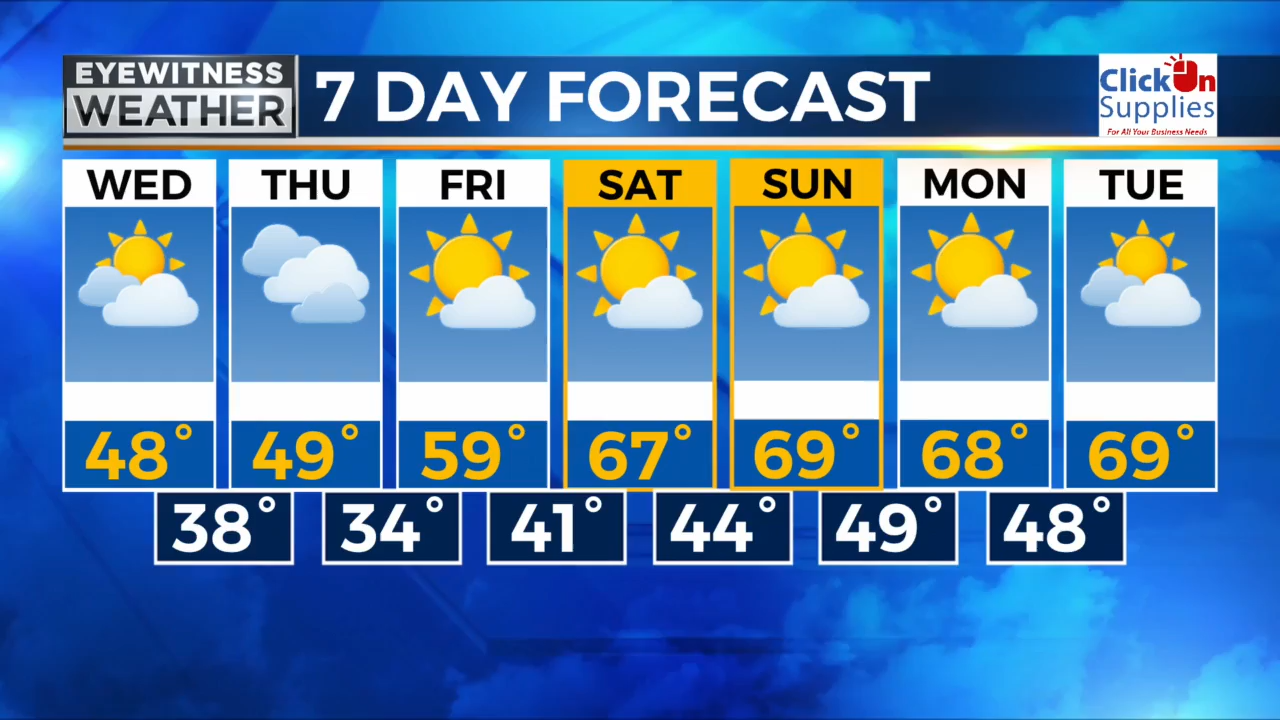 EYEWITNESS
WEATHER
7 DAY FORECAST
ClickOn
Supplies
For All Your Business Needs
WED THU FRI SAT SUN MON TUE
48° 49° 59° 67° 69° 68° 69°
38° 34° 41° 44° 49° 48°